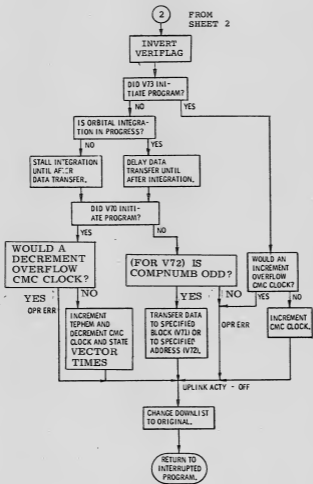 2
FROM
SHEET 2
INVERT
VERIFLAG
DID V73 INI-
TIATE PROGRAM?
NO
YES
IS ORBITAL INTEGRA-
TION IN PROGRESS?
NO
YES
STALL INTEGRATION
UNTIL AFTER
DATA TRANSFER.
DELAY DATA
TRANSFER UNTIL
AFTER INTEGRATION.
DID V70 INITI-
ATE PROGRAM?
YES
NO
WOULD A
DECREMENT
OVERFLOW
CMC CLOCK?
(FOR V72) IS
COMPNUMB ODD?
WOULD AN
INCREMENT
OVERFLOW
CMC CLOCK?
YES
NO
YES
NO
YES
NO
OPR ERR
OPR ERR
INCREMENT
TEPHEM AND
DECREMENT CMC
CLOCK AND STATE
VECTOR
TIMES
TRANSFER DATA
TO SPECIFIED
BLOCK (V71) OR
TO SPECIFIED
ADDRESS (V72).
INCREMENT
CMC CLOCK.
UPLINK ACTY - OFF
CHANGE DOWNLIST
TO ORIGINAL.
RETURN TO
INTERRUPTED
PROGRAM.